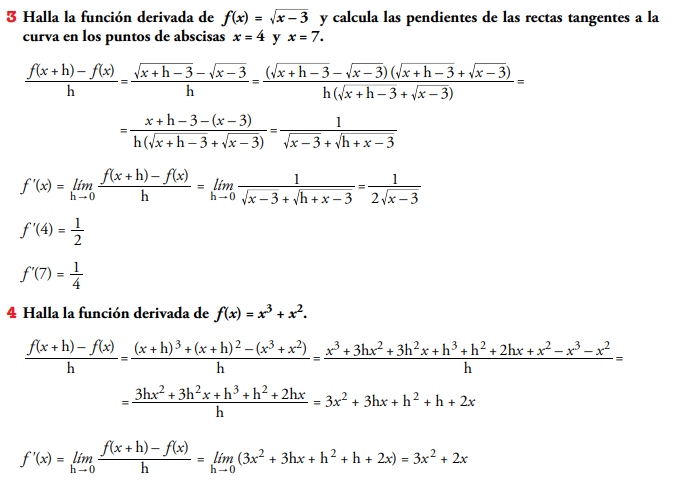 3 Halla la función derivada de f(x) = √(x – 3) y calcula las pendientes de las rectas tangentes a la
curva en los puntos de abscisas x = 4 y x = 7.
(f(x + h) – f(x))/h = (√(x + h – 3) – √(x – 3))/h = ((√(x + h – 3) – √(x – 3)) (√(x + h – 3) + √(x – 3)))/(h (√(x + h – 3) + √(x – 3))) =
= (x + h – 3 – (x – 3))/(h (√(x + h – 3) + √(x – 3))) = 1/(√(x – 3) + √(h + x – 3))
f '(x) = lím h→0 (f(x + h) – f(x))/h = lím h→0 1/(√(x – 3) + √(h + x – 3)) = 1/(2√(x – 3))
f '(4) = 1/2
f '(7) = 1/4
4 Halla la función derivada de f(x) = x³ + x².
(f(x + h) – f(x))/h = ((x + h)³ + (x + h)² – (x³ + x²))/h = (x³ + 3hx² + 3h²x + h³ + h² + 2hx + x² – x³ – x²)/h =
= (3hx² + 3h²x + h³ + h² + 2hx)/h = 3x² + 3hx + h² + h + 2x
f '(x) = lím h→0 (f(x + h) – f(x))/h = lím h→0 (3x² + 3hx + h² + h + 2x) = 3x² + 2x